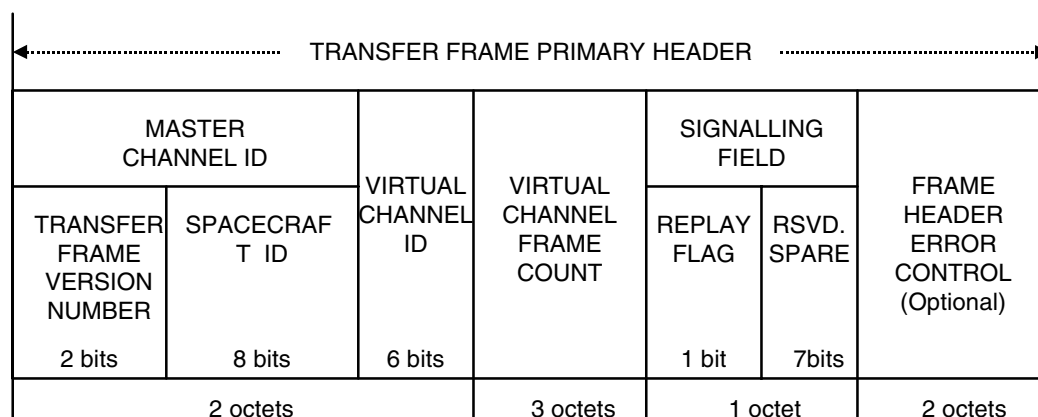 TRANSFER FRAME PRIMARY HEADER
MASTER
CHANNEL ID
SIGNALLING
FIELD
TRANSFER
FRAME
VERSION
NUMBER
2 bits
SPACECRAF
T ID
8 bits
VIRTUAL
CHANNEL
ID
6 bits
VIRTUAL
CHANNEL
FRAME
COUNT
REPLAY
FLAG
1 bit
RSVD.
SPARE
7bits
FRAME
HEADER
ERROR
CONTROL
(Optional)
2 octets
3 octets
1 octet
2 octets